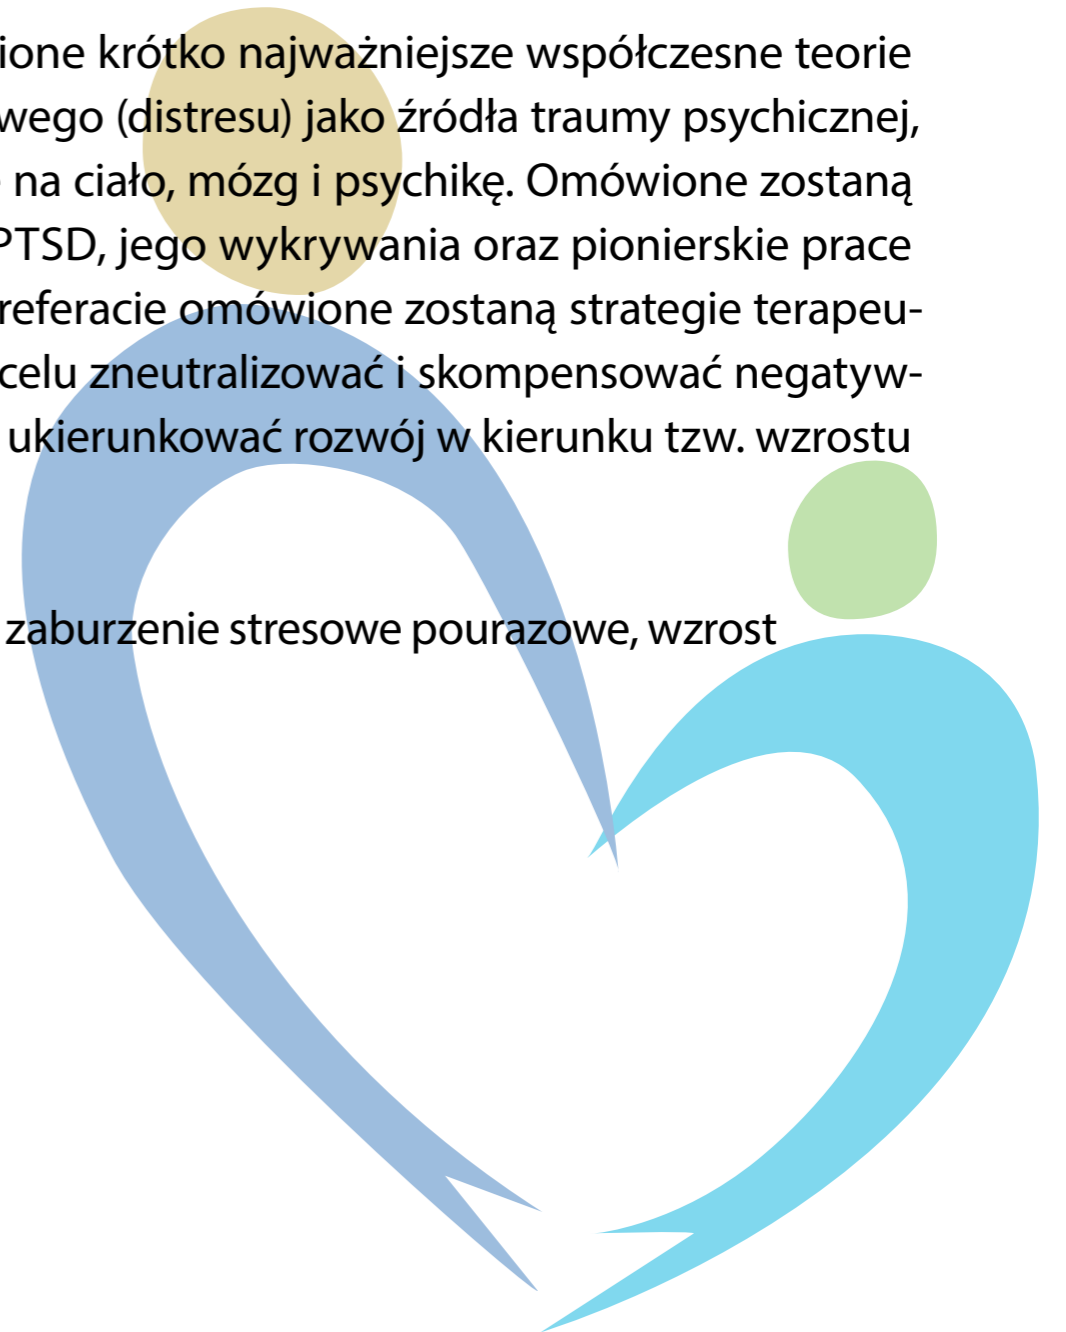 ione krótko najważniejsze współczesne teorie
wego (distresu) jako źródła traumy psychicznej,
na ciało, mózg i psychikę. Omówione zostaną
PTSD, jego wykrywania oraz pionierskie prace
referacie omówione zostaną strategie terapeu-
celu zneutralizować i skompensować negatyw-
ukierunkować rozwój w kierunku tzw. wzrostu
zaburzenie stresowe pourazowe, wzrost